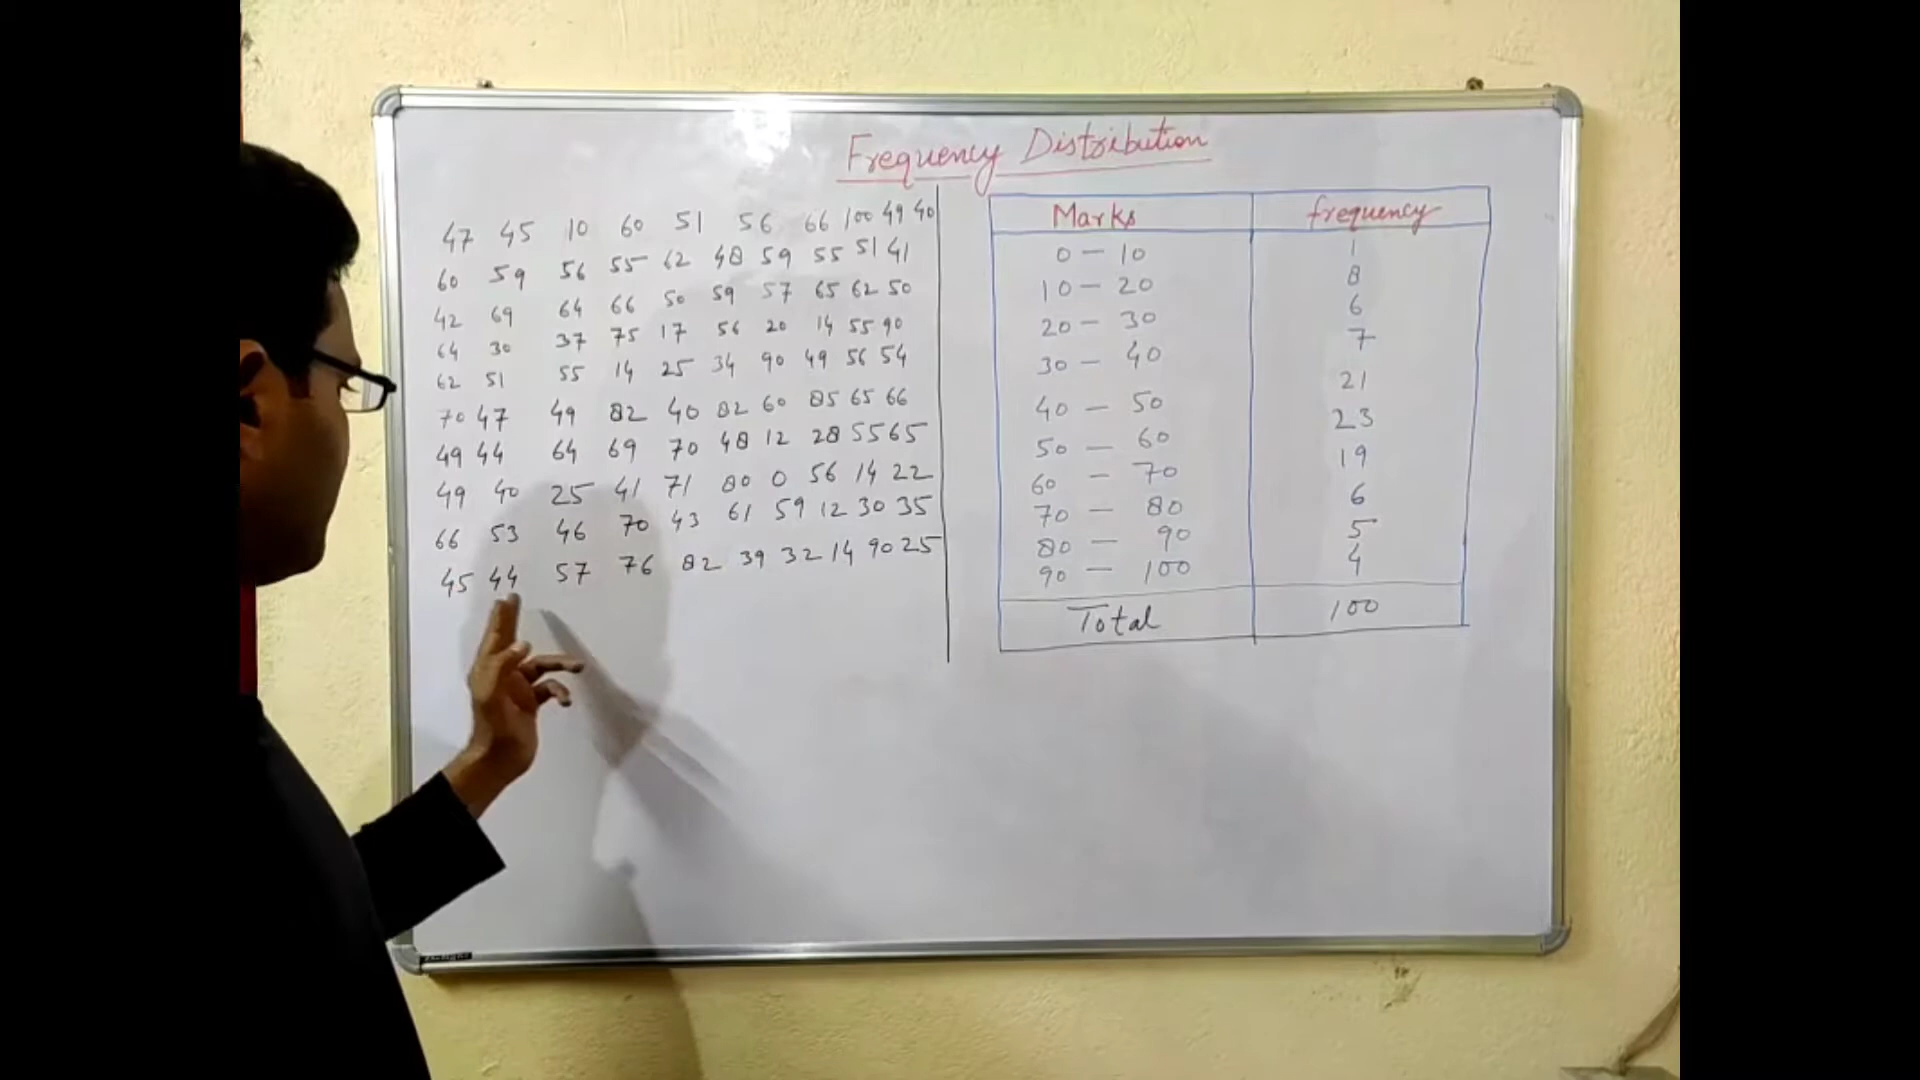 Frequency Distribution
47 45 10 60 51 56 66 100 49 40
60 59 56 55 62 48 59 55 51 41
42 69 64 66 50 59 57 65 62 50
64 30 37 75 17 56 20 14 55 90
62 51 55 14 25 34 90 49 56 54
70 47 49 82 40 82 60 85 65 66
49 44 64 69 70 48 12 28 55 65
49 40 25 41 71 80 0 56 14 22
66 53 46 70 43 61 59 12 30 35
45 44 57 76 82 39 32 14 90 25
Marks frequency
0 — 10 1
10 — 20 8
20 — 30 6
30 — 40 7
40 — 50 21
50 — 60 23
60 — 70 19
70 — 80 6
80 — 90 5
90 — 100 4
Total 100